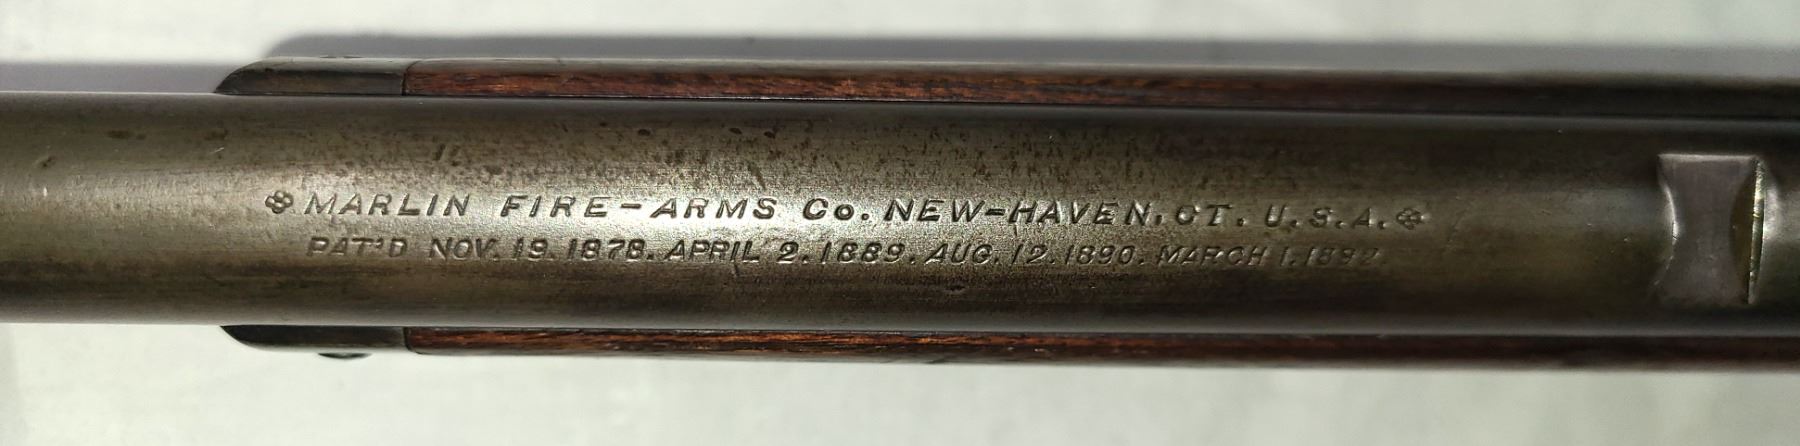 MARLIN FIRE-ARMS Co. NEW-HAVEN. CT. U.S.A.
PAT'D NOV. 19. 1878. APRIL 2. 1889. AUG. 12. 1890. MARCH 1. 1892.